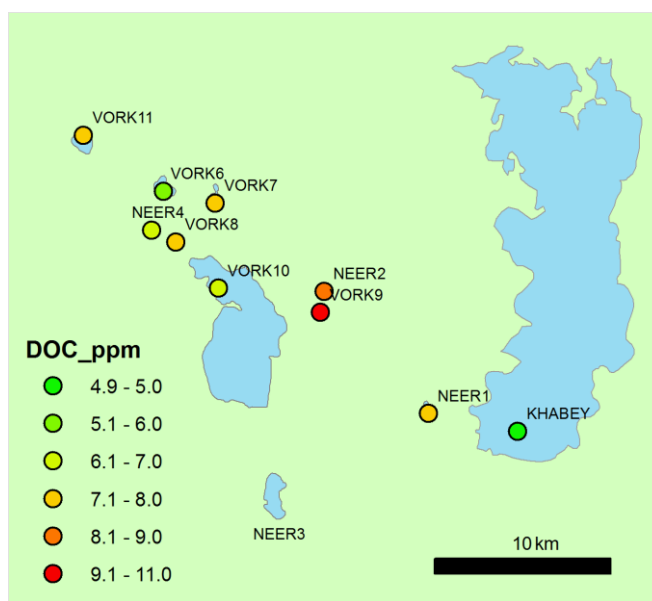 VORK11
VORK6
VORK7
NEER4
VORK8
VORK10
NEER2
VORK9
DOC_ppm
4.9 - 5.0
5.1 - 6.0
6.1 - 7.0
7.1 - 8.0
8.1 - 9.0
9.1 - 11.0
NEER1
KHABEY
NEER3
10 km